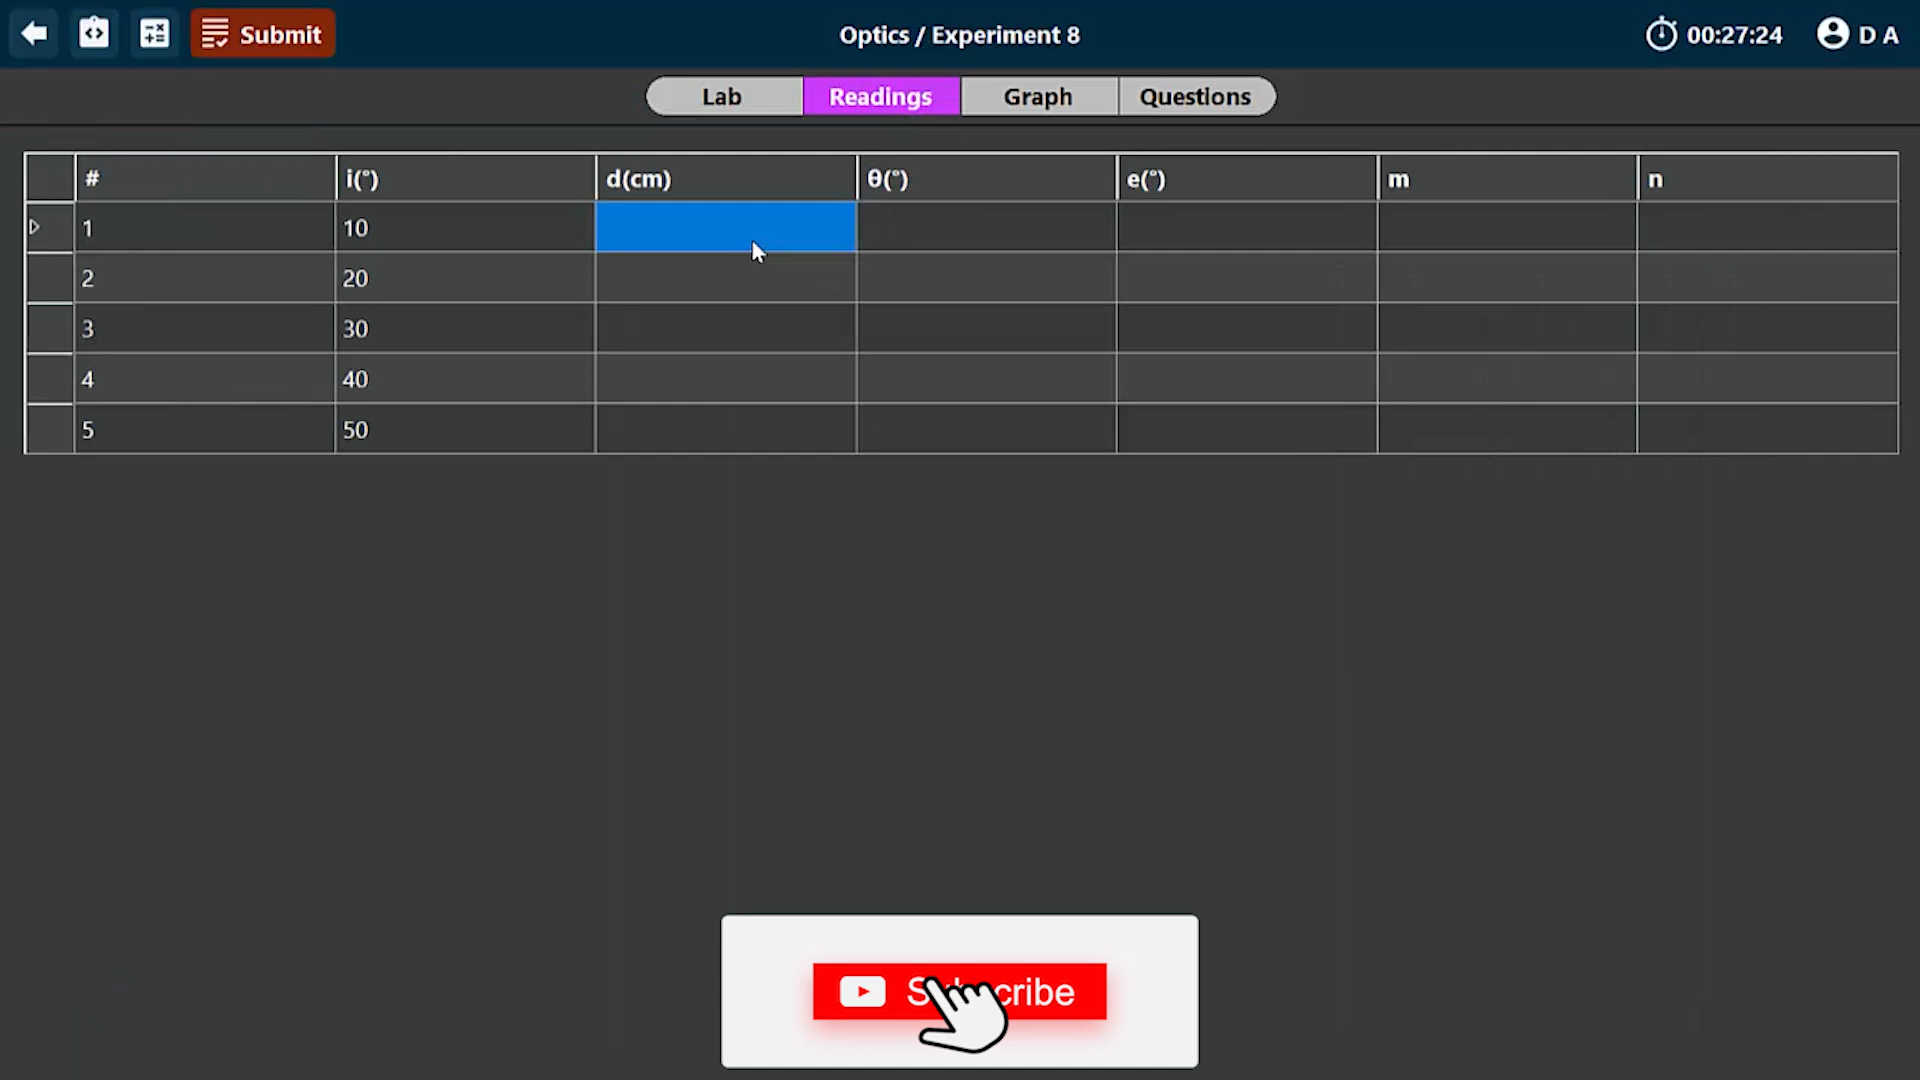 Submit
Optics / Experiment 8
00:27:24
D A
Lab Readings Graph Questions
# i(°) d(cm) θ(°) e(°) m n
1 10
2 20
3 30
4 40
5 50
Subscribe